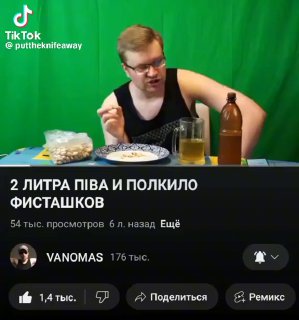 TikTok
@puttheknifeaway
2 ЛИТРА ПІВА И ПОЛКИЛО
ФИСТАШКОВ
54 тыс. просмотров 6 л. назад Ещё
VANOMAS 176 тыс.
1,4 тыс. Поделиться Ремикс